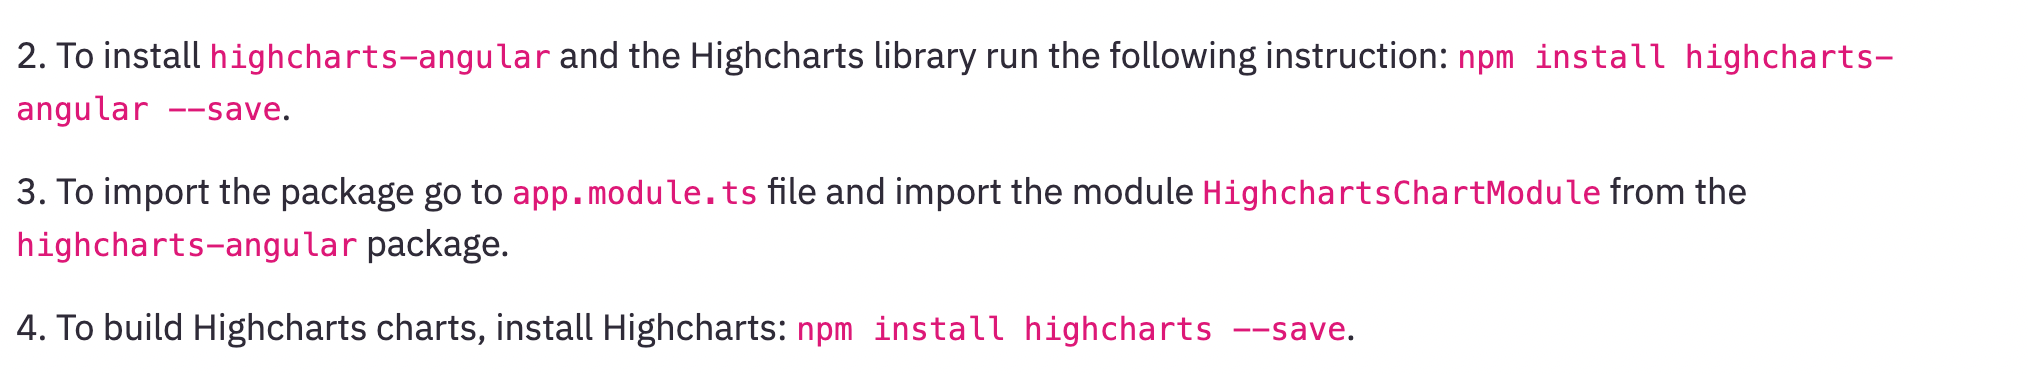 2. To install highcharts-angular and the Highcharts library run the following instruction: npm install highcharts-
angular --save.
3. To import the package go to app.module.ts file and import the module HighchartsChartModule from the
highcharts-angular package.
4. To build Highcharts charts, install Highcharts: npm install highcharts --save.